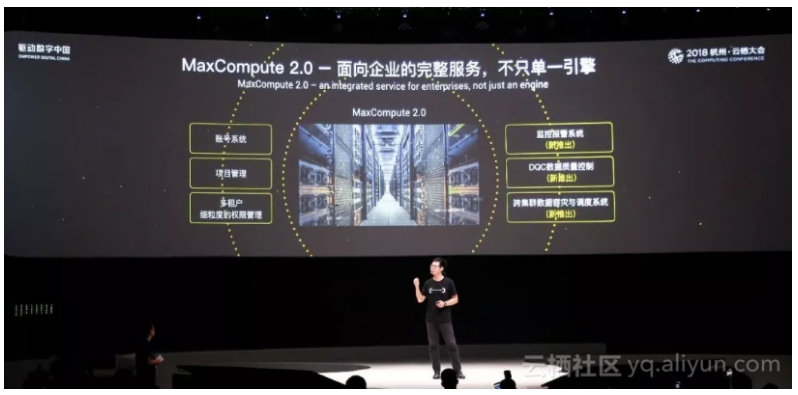 驱动数字中国
EMPOWER DIGITAL CHINA
2018 杭州·云栖大会
THE COMPUTING CONFERENCE
MaxCompute 2.0 — 面向企业的完整服务，不只单一引擎
MaxCompute 2.0 – an integrated service for enterprises, not just an engine
MaxCompute 2.0
账号系统
项目管理
多租户
细粒度的权限管理
监控报警系统
(新推出)
DQC数据质量控制
(新推出)
跨集群数据容灾与调度系统
(新推出)
云栖社区 yq.aliyun.com